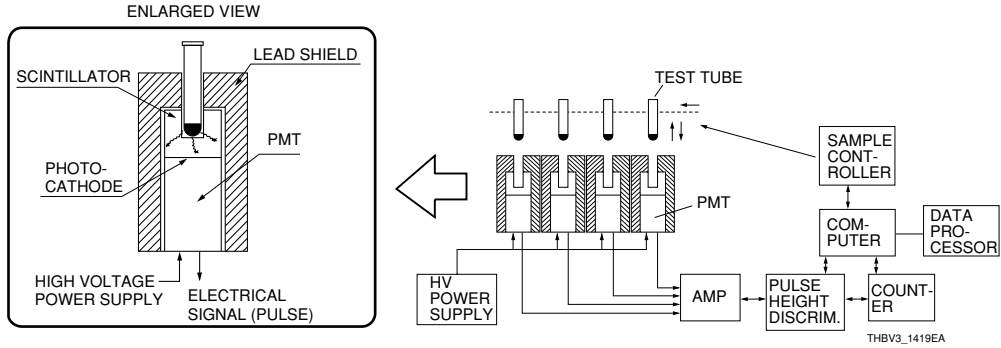 ENLARGED VIEW
SCINTILLATOR
LEAD SHIELD
PHOTO-
CATHODE
PMT
HIGH VOLTAGE
POWER SUPPLY
ELECTRICAL
SIGNAL (PULSE)
TEST TUBE
PMT
HV
POWER
SUPPLY
AMP
PULSE
HEIGHT
DISCRIM.
COUNT-
ER
SAMPLE
CONT-
ROLLER
COM-
PUTER
DATA
PRO-
CESSOR
THBV3_1419EA